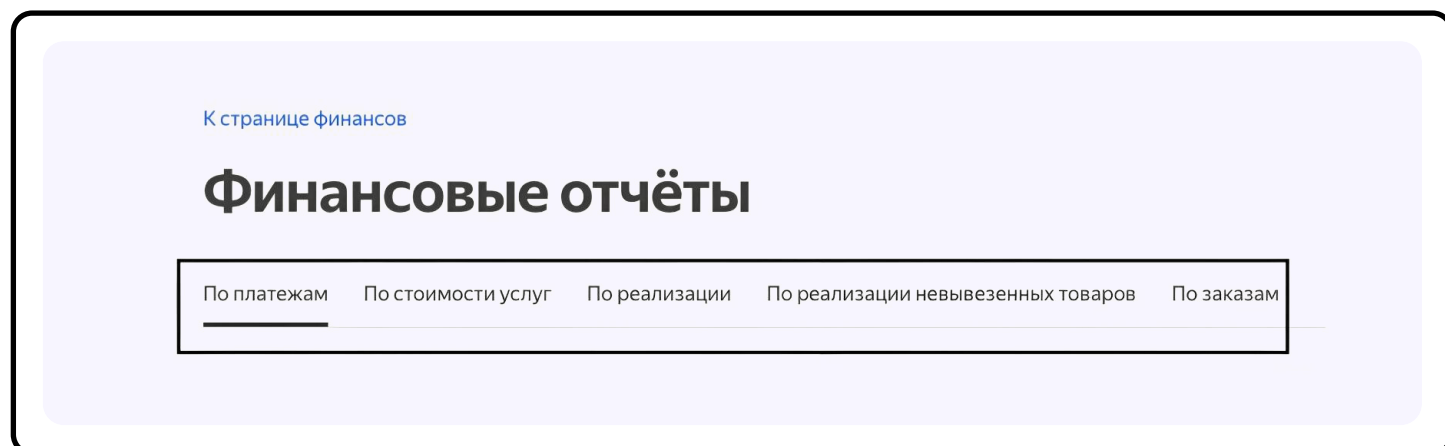 К странице финансов
Финансовые отчёты
По платежам По стоимости услуг По реализации По реализации невывезенных товаров По заказам